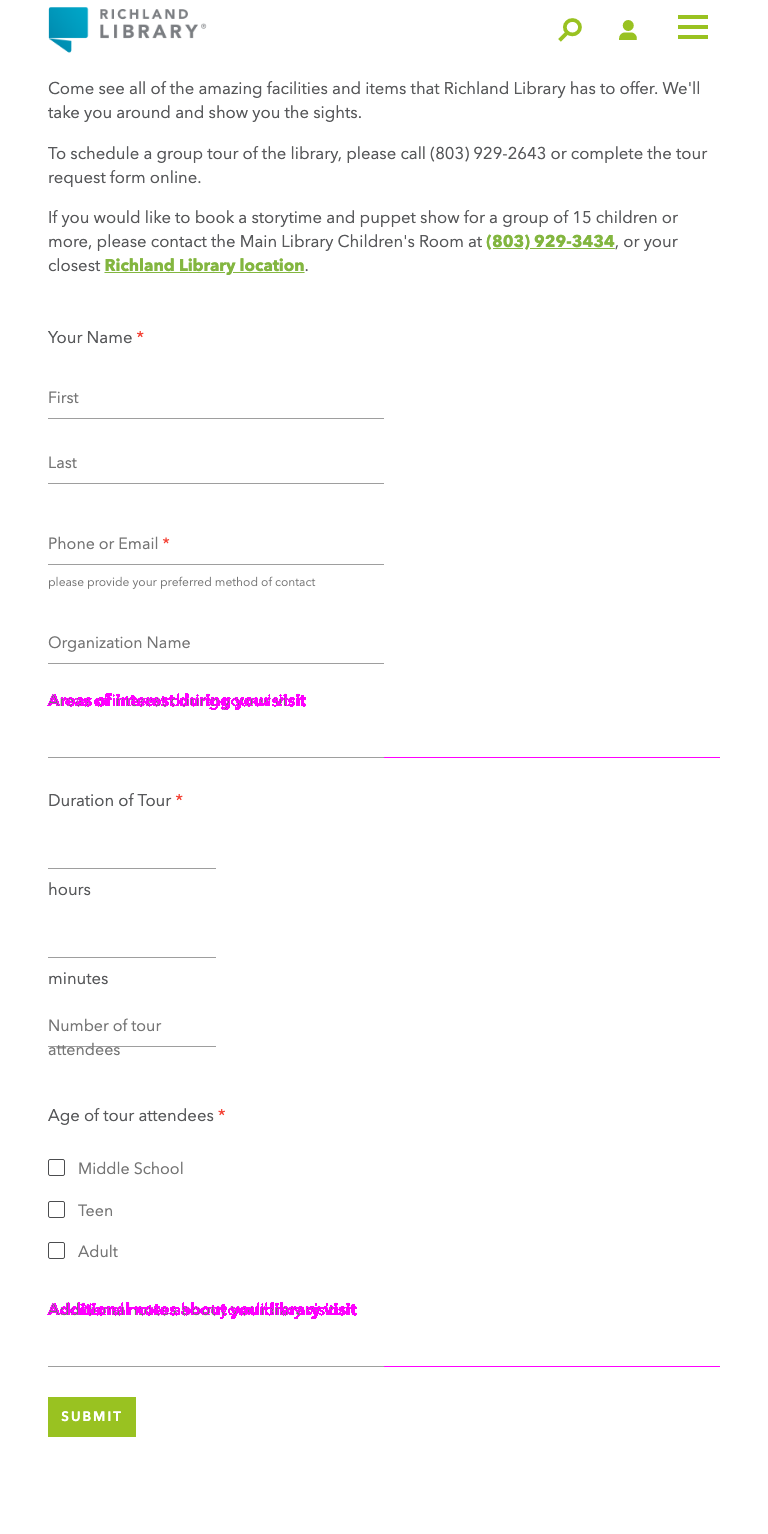 RICHLAND
LIBRARY®
Come see all of the amazing facilities and items that Richland Library has to offer. We'll
take you around and show you the sights.
To schedule a group tour of the library, please call (803) 929-2643 or complete the tour
request form online.
If you would like to book a storytime and puppet show for a group of 15 children or
more, please contact the Main Library Children's Room at (803) 929-3434, or your
closest Richland Library location.
Your Name *
First
Last
Phone or Email *
please provide your preferred method of contact
Organization Name
Areas of interest during your visit
Duration of Tour *
hours
minutes
Number of tour
attendees
Age of tour attendees *
Middle School
Teen
Adult
Additional notes about your library visit
SUBMIT